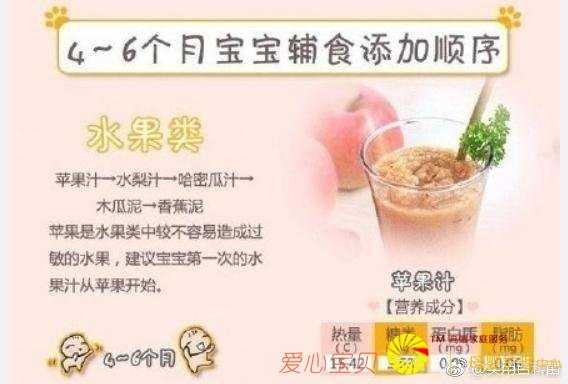 4~6个月宝宝辅食添加顺序
水果类
苹果汁→水梨汁→哈密瓜汁→
木瓜泥→香蕉泥
苹果是水果类中较不容易造成过
敏的水果，建议宝宝第一次的水
果汁从苹果开始。
苹果汁
【营养成分】
热量 糖类 蛋白质 脂肪
(C) (mg) (mg)
4~6个月
爱心宝贝
TM